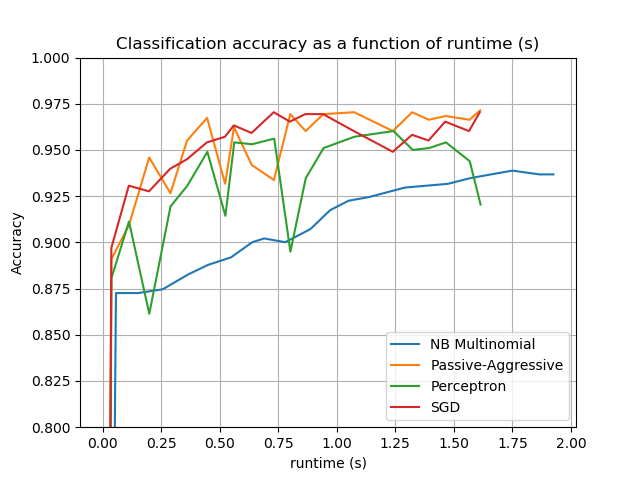 Classification accuracy as a function of runtime (s)
1.000
0.975
0.950
0.925
0.900
0.875
0.850
0.825
0.800
Accuracy
NB Multinomial
Passive-Aggressive
Perceptron
SGD
0.00 0.25 0.50 0.75 1.00 1.25 1.50 1.75 2.00
runtime (s)